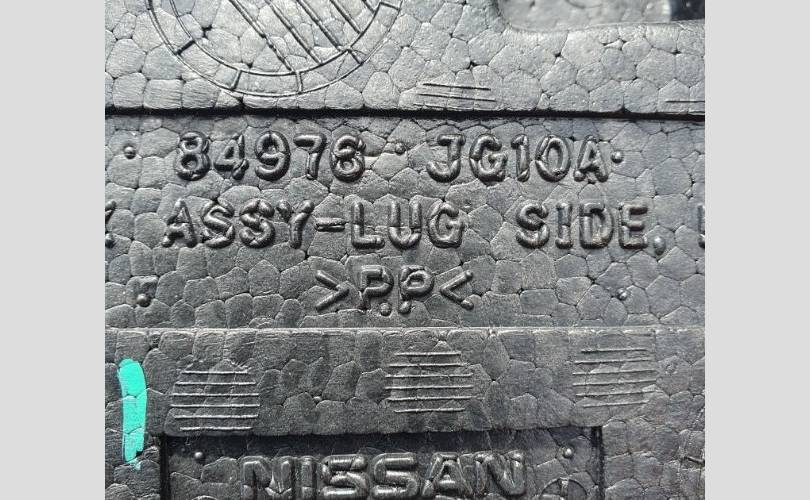 84976 JG10A
ASSY-LUG SIDE,
>P.P<
NISSAN